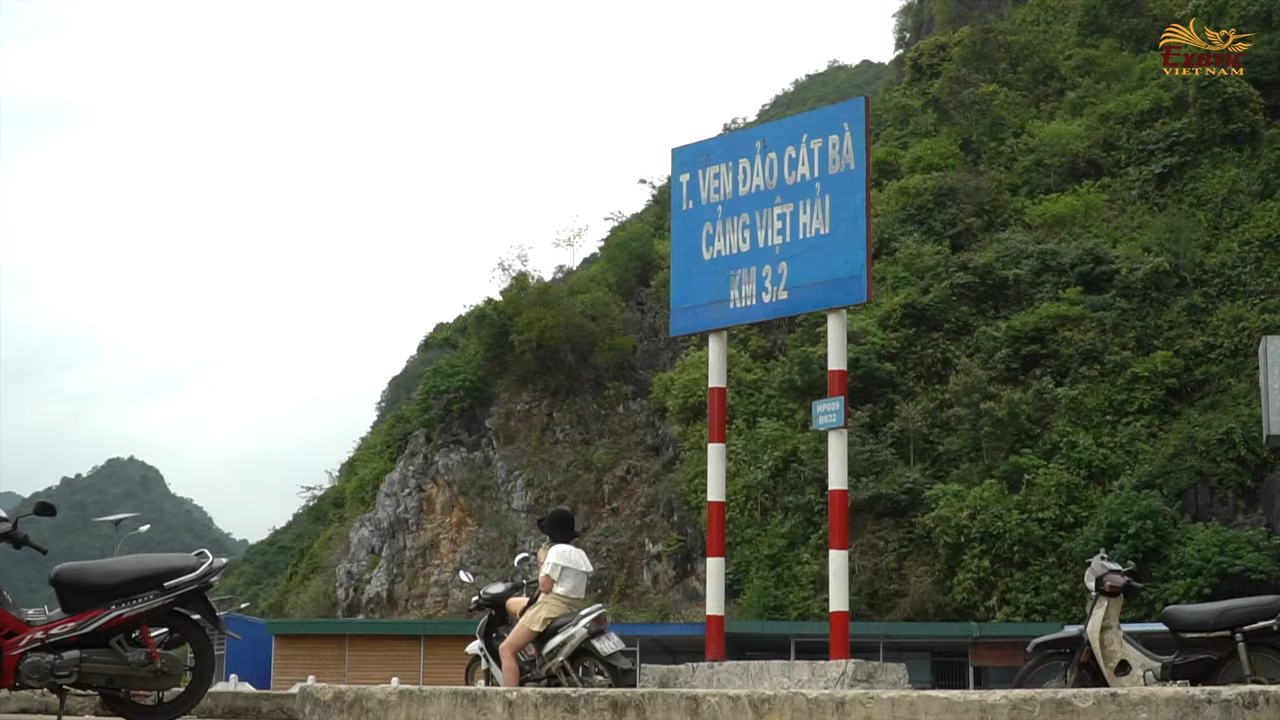 T. VEN ĐẢO CÁT BÀ
CẢNG VIỆT HẢI
KM 3,2
HP009
B032
Exotic
VIETNAM